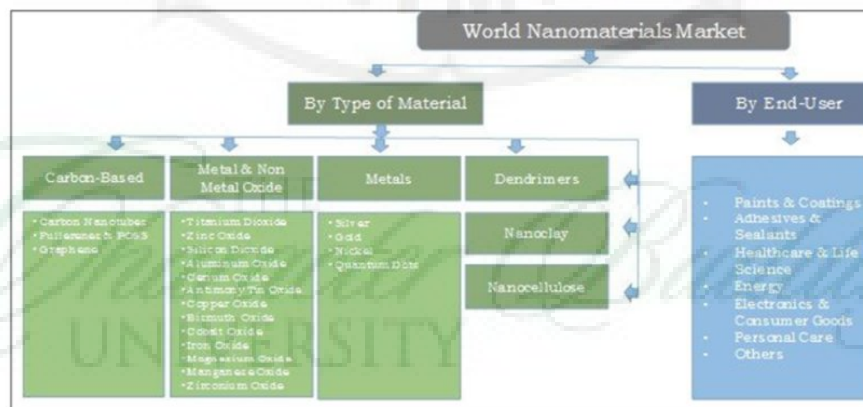 World Nanomaterials Market
By Type of Material
By End-User
Carbon-Based
Metal & Non
Metal Oxide
Metals
Dendrimers
• Carbon Nanotubes
• Fullerener & POSS
• Graphene
• Titanium Dioxide
• Zinc Oxide
• Silicon Dioxide
• Aluminum Oxide
• Cerium Oxide
• Antimony Tin Oxide
• Copper Oxide
• Bismuth Oxide
• Cobalt Oxide
• Iron Oxide
• Magnesium Oxide
• Manganese Oxide
• Zirconium Oxide
• Silver
• Gold
• Nickel
• Quantum Dots
Nanoclay
Nanocellulose
• Paints & Coatings
• Adhesives &
Sealants
• Healthcare & Life
Science
• Energy
• Electronics &
Consumer Goods
• Personal Care
• Others
UNIVERSITY